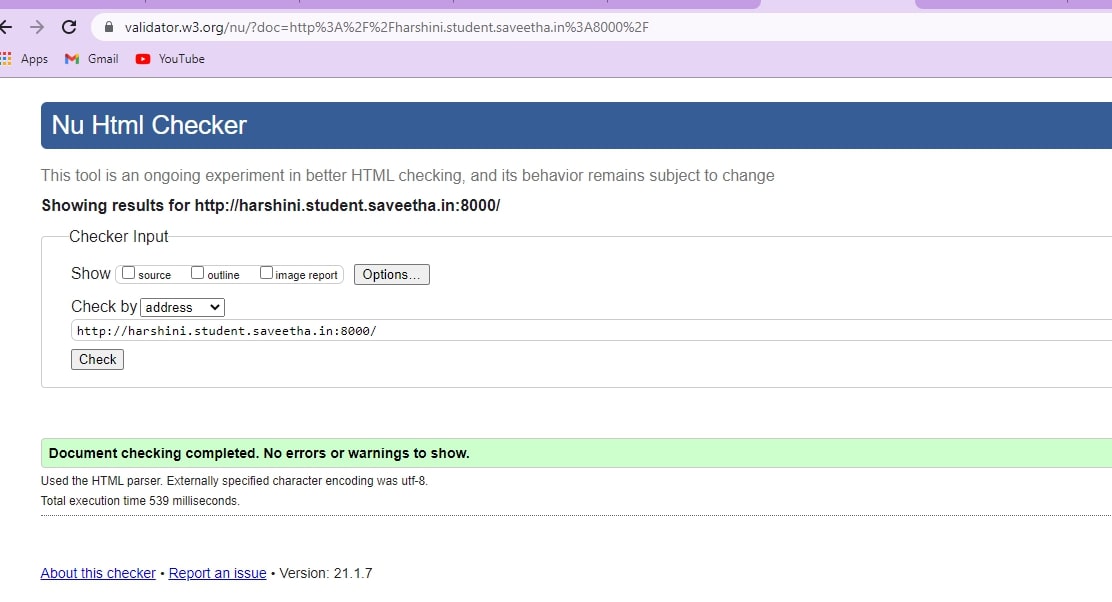 validator.w3.org/nu/?doc=http%3A%2F%2Fharshini.student.saveetha.in%3A8000%2F
Apps Gmail YouTube
Nu Html Checker
This tool is an ongoing experiment in better HTML checking, and its behavior remains subject to change
Showing results for http://harshini.student.saveetha.in:8000/
Checker Input
Show source outline image report Options...
Check by address
http://harshini.student.saveetha.in:8000/
Check
Document checking completed. No errors or warnings to show.
Used the HTML parser. Externally specified character encoding was utf-8.
Total execution time 539 milliseconds.
About this checker • Report an issue • Version: 21.1.7